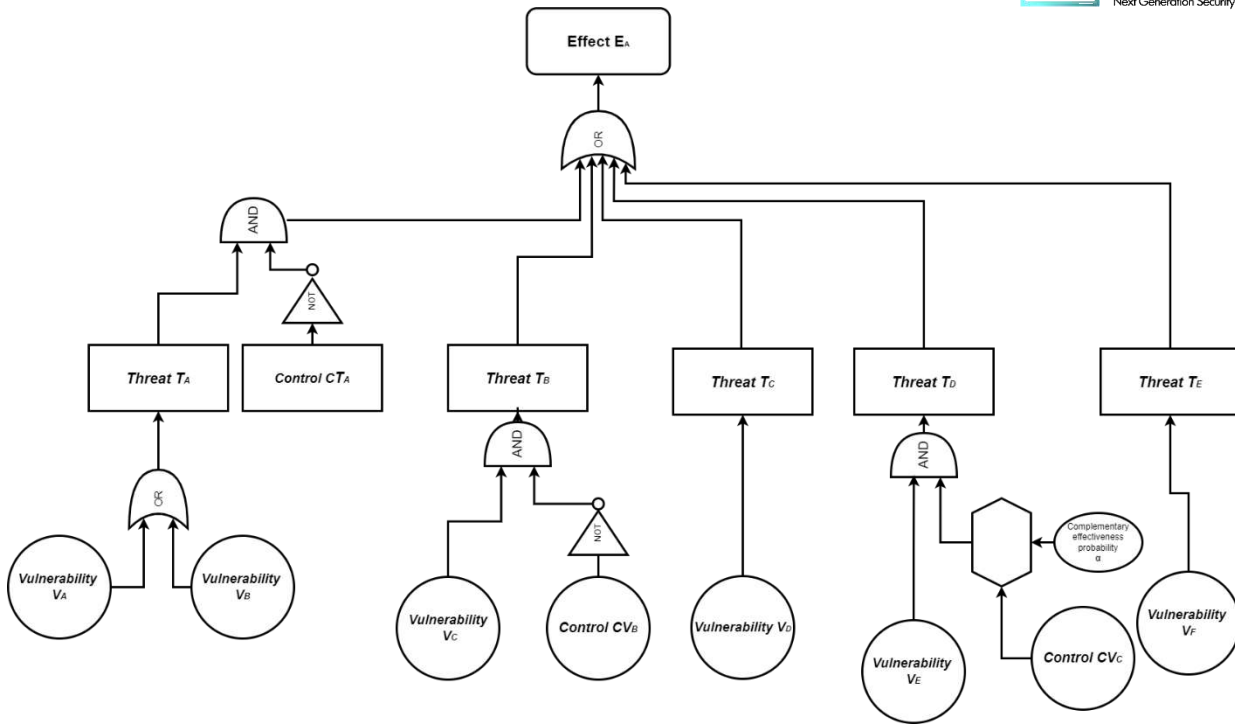 Next Generation Security
Effect EA
OR
AND
NOT
Threat TA
Control CTA
Threat TB
Threat TC
Threat TD
Threat TE
AND
AND
OR
NOT
Complementary
effectiveness
probability
α
Vulnerability
VA
Vulnerability
VB
Vulnerability
VC
Control CVB
Vulnerability VD
Vulnerability
VE
Control CVC
Vulnerability
VF